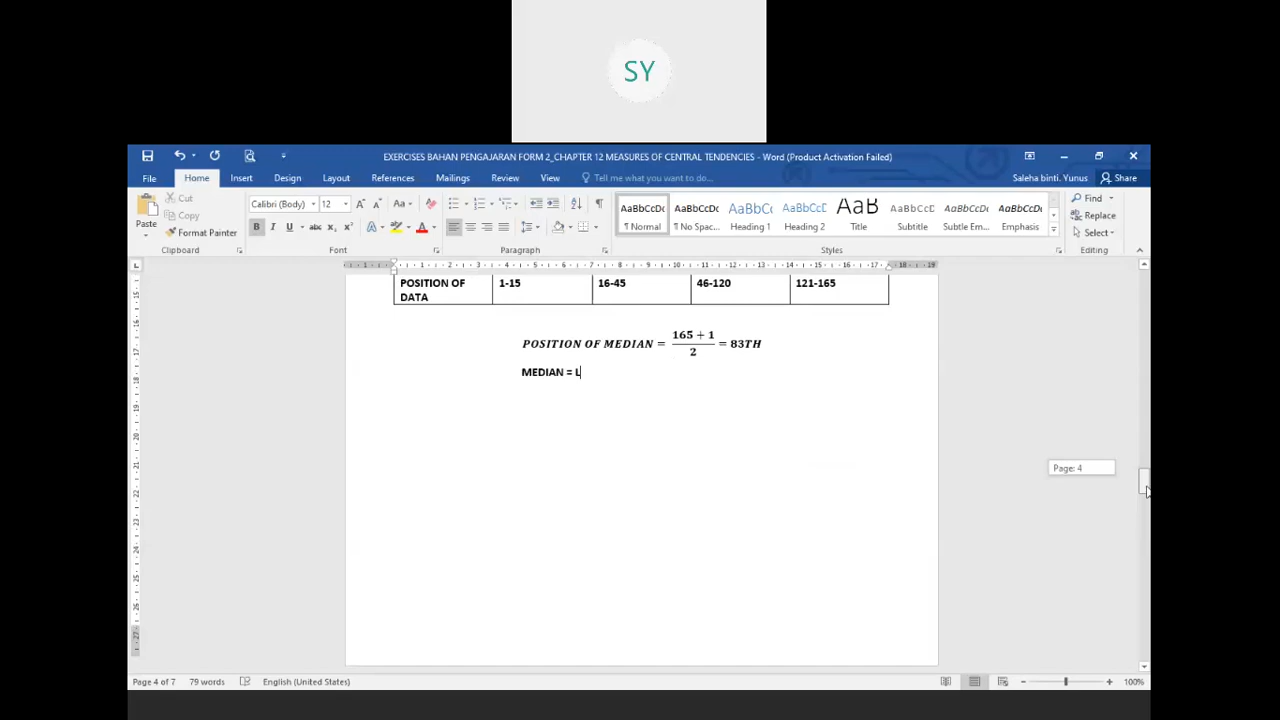 SY
EXERCISES BAHAN PENGAJARAN FORM 2_CHAPTER 12 MEASURES OF CENTRAL TENDENCIES - Word (Product Activation Failed)
File Home Insert Design Layout References Mailings Review View Tell me what you want to do... Saleha binti. Yunus Share
Paste Cut Copy Format Painter
Calibri (Body) 12
AaBbCcDc AaBbCcDc AaBbCc AaBbCcC AaB AaBbCcD AaBbCcDc AaBbCcDc
¶ Normal ¶ No Spac... Heading 1 Heading 2 Title Subtitle Subtle Em... Emphasis
Find Replace Select
Clipboard Font Paragraph Styles Editing
POSITION OF DATA 1-15 16-45 46-120 121-165
POSITION OF MEDIAN = (165 + 1)/2 = 83TH
MEDIAN = L
Page: 4
Page 4 of 7 79 words English (United States) 100%